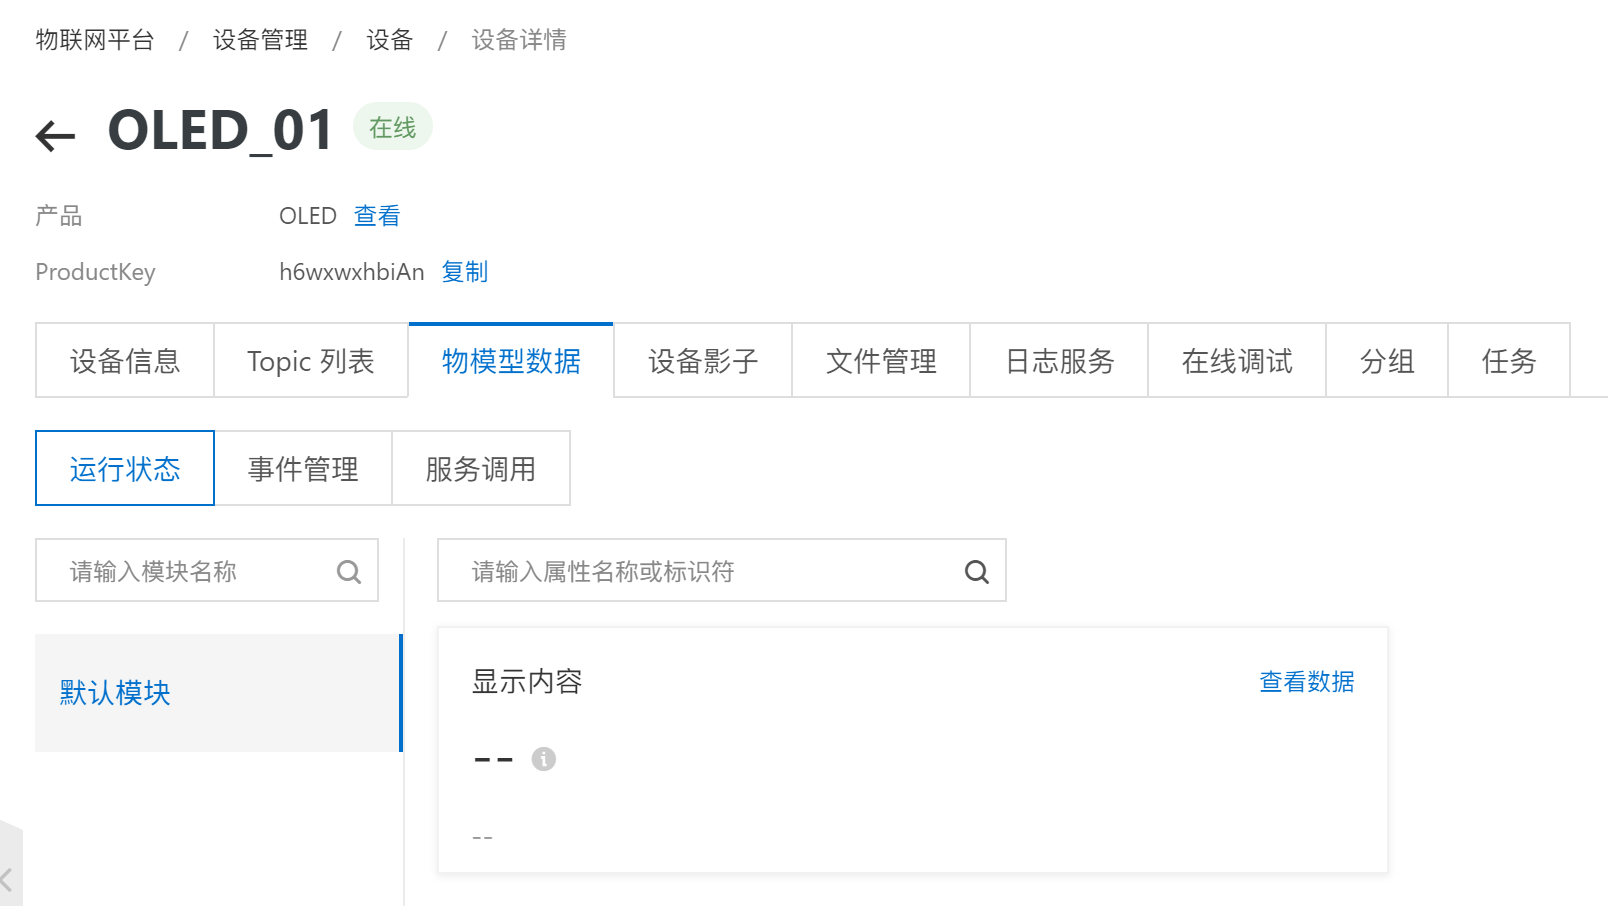 物联网平台 / 设备管理 / 设备 / 设备详情
OLED_01 在线
产品 OLED 查看
ProductKey h6wxwxhbiAn 复制
设备信息 Topic 列表 物模型数据 设备影子 文件管理 日志服务 在线调试 分组 任务
运行状态 事件管理 服务调用
请输入模块名称 请输入属性名称或标识符
默认模块
显示内容 查看数据
--
--